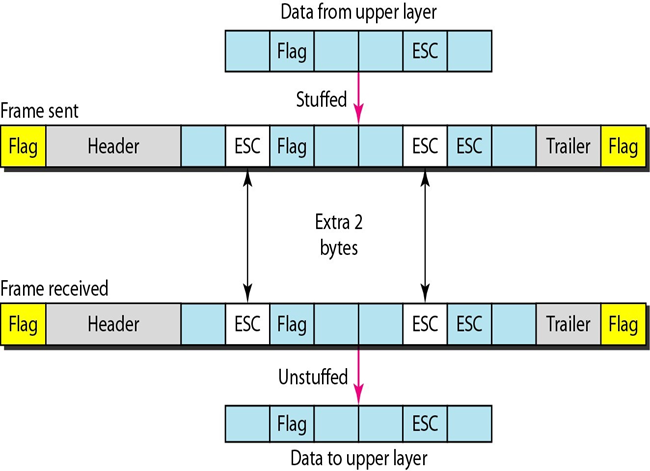 Data from upper layer
Flag ESC
Stuffed
Frame sent
Flag Header ESC Flag ESC ESC Trailer Flag
Extra 2
bytes
Frame received
Flag Header ESC Flag ESC ESC Trailer Flag
Unstuffed
Flag ESC
Data to upper layer